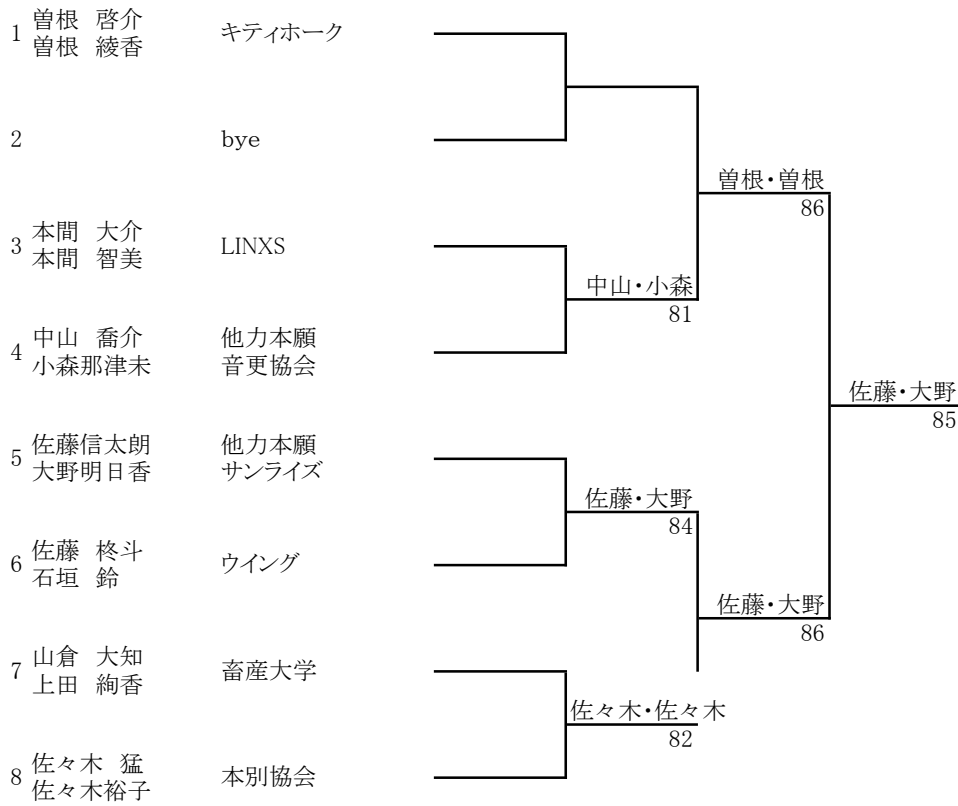 1 曽根 啓介 キティホーク
曽根 綾香
2 bye
曽根・曽根
86
3 本間 大介 LINXS
本間 智美
中山・小森
81
4 中山 喬介 他力本願
小森那津未 音更協会
佐藤・大野
85
5 佐藤信太朗 他力本願
大野明日香 サンライズ
佐藤・大野
84
6 佐藤 柊斗 ウイング
石垣 鈴
佐藤・大野
86
7 山倉 大知 畜産大学
上田 絢香
佐々木・佐々木
82
8 佐々木 猛 本別協会
佐々木裕子